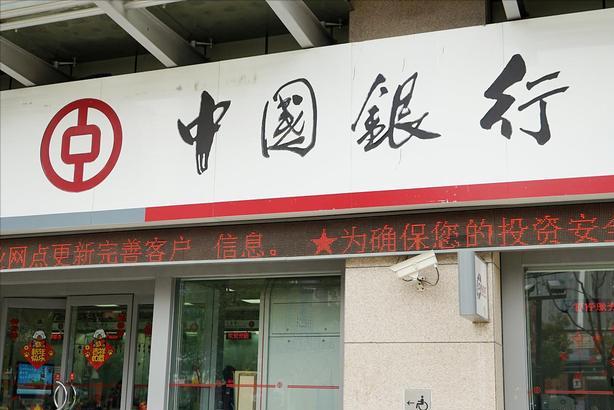 中國銀行
网点更新完善客户 信息。 ★为确保您的投资安全